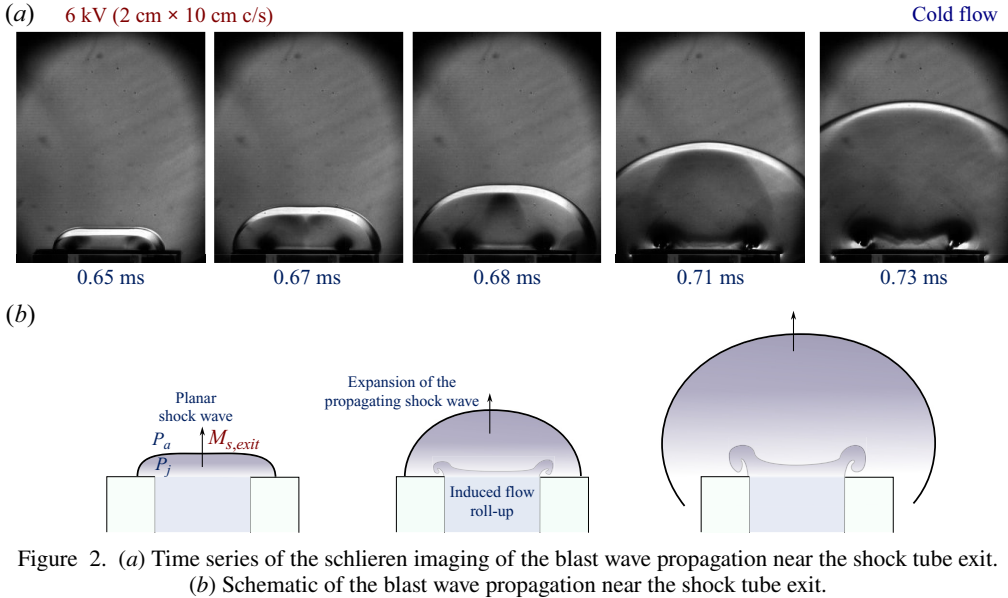 (a) 6 kV (2 cm × 10 cm c/s) Cold flow
0.65 ms 0.67 ms 0.68 ms 0.71 ms 0.73 ms
(b)
Planar
shock wave
P_a M_{s,exit}
P_j
Expansion of the
propagating shock wave
Induced flow
roll-up
Figure 2. (a) Time series of the schlieren imaging of the blast wave propagation near the shock tube exit.
(b) Schematic of the blast wave propagation near the shock tube exit.